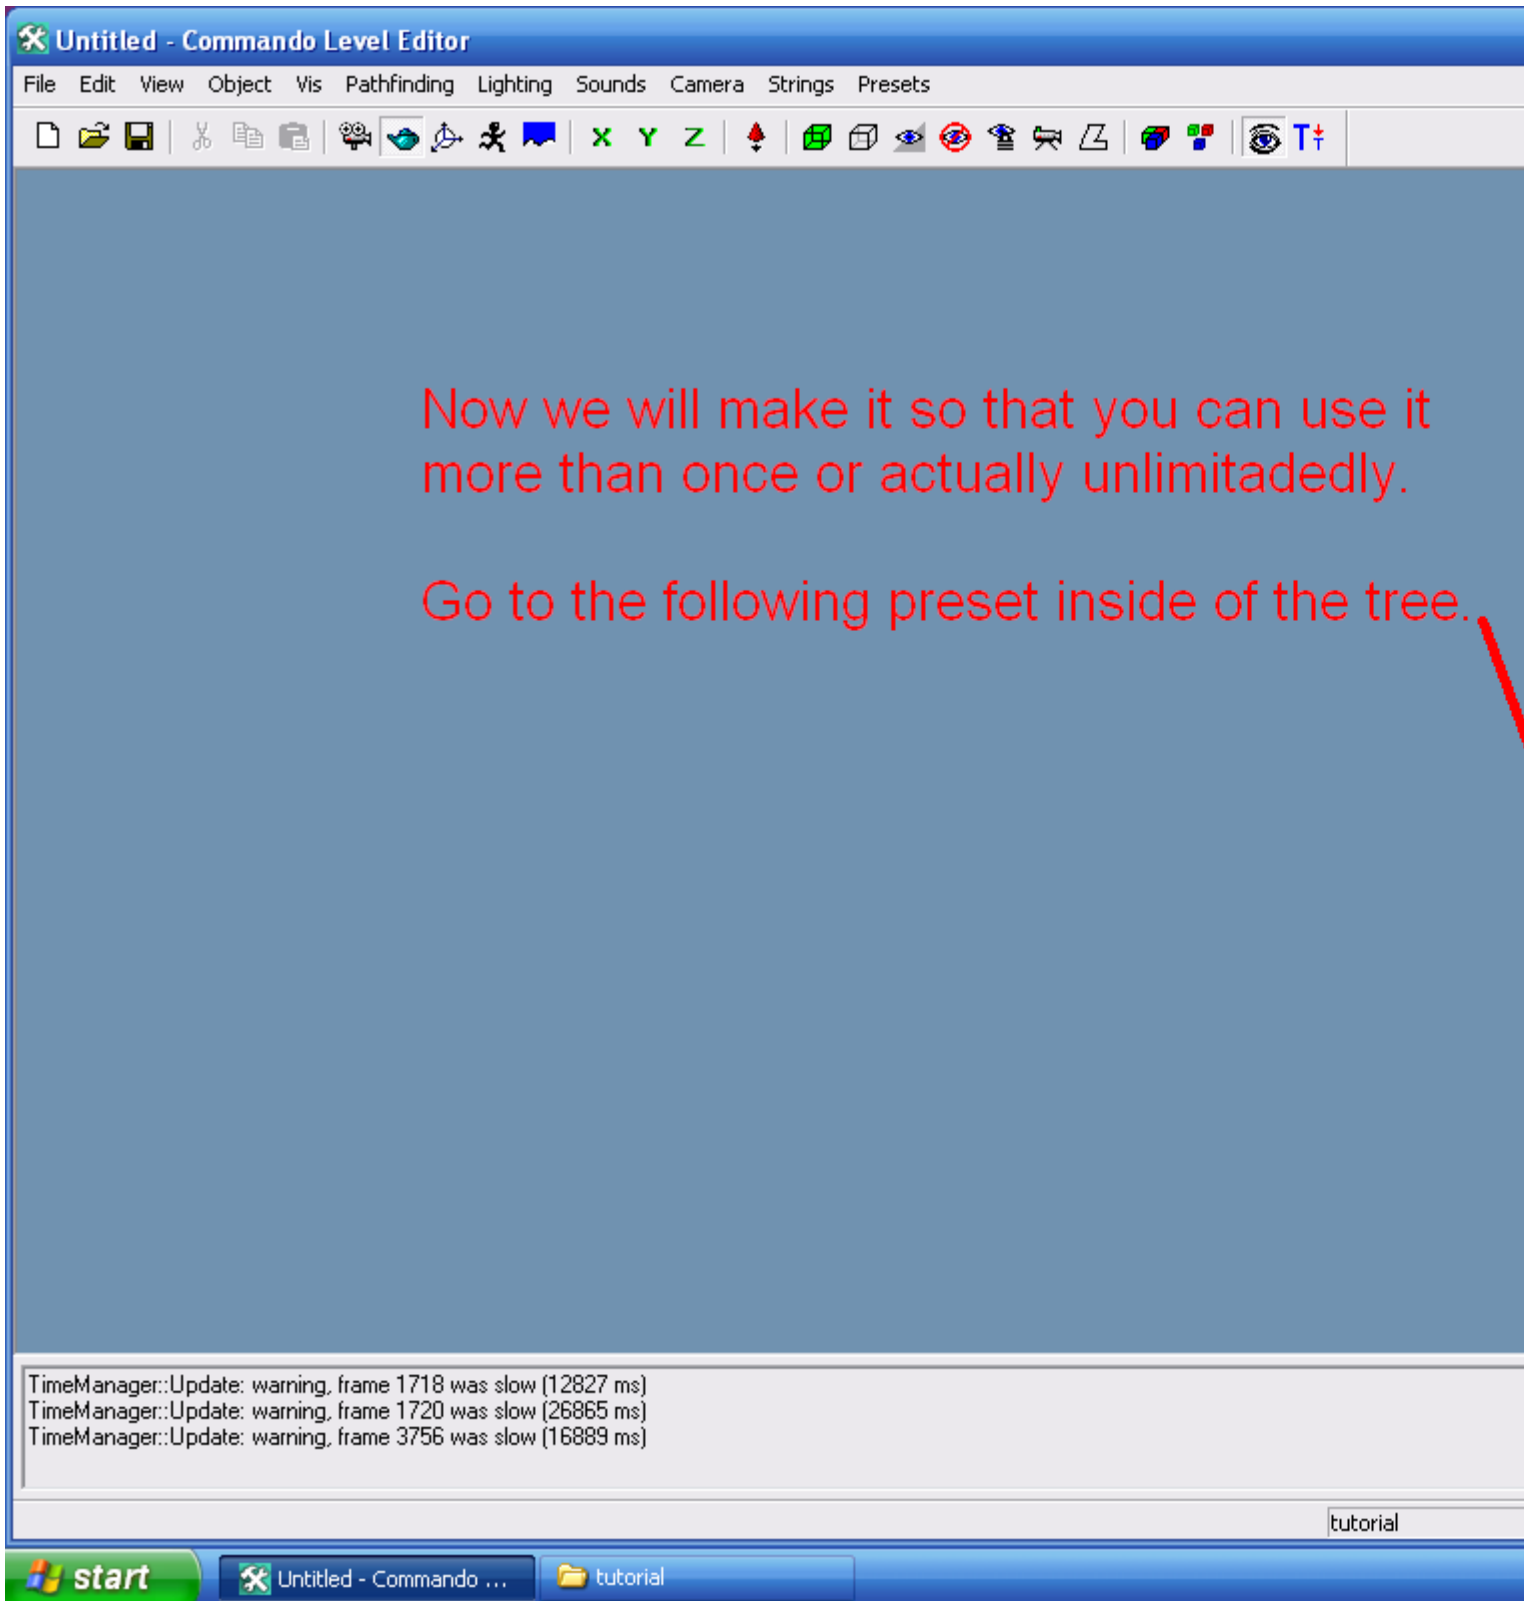 Untitled - Commando Level Editor
File Edit View Object Vis Pathfinding Lighting Sounds Camera Strings Presets
X Y Z T
Now we will make it so that you can use it
more than once or actually unlimitadedly.
Go to the following preset inside of the tree.
TimeManager::Update: warning, frame 1718 was slow (12827 ms)
TimeManager::Update: warning, frame 1720 was slow (26865 ms)
TimeManager::Update: warning, frame 3756 was slow (16889 ms)
tutorial
start Untitled - Commando ... tutorial